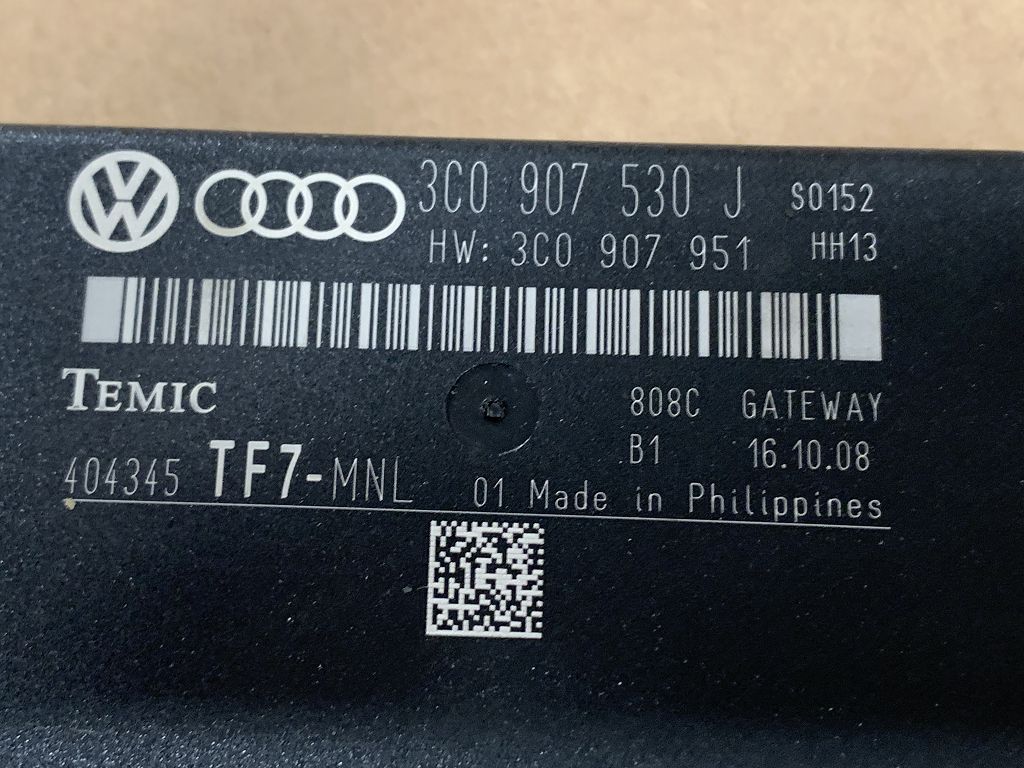 3C0 907 530 J S0152
HW: 3C0 907 951 HH13
TEMIC 808C GATEWAY
B1 16.10.08
404345 TF7-MNL 01 Made in Philippines